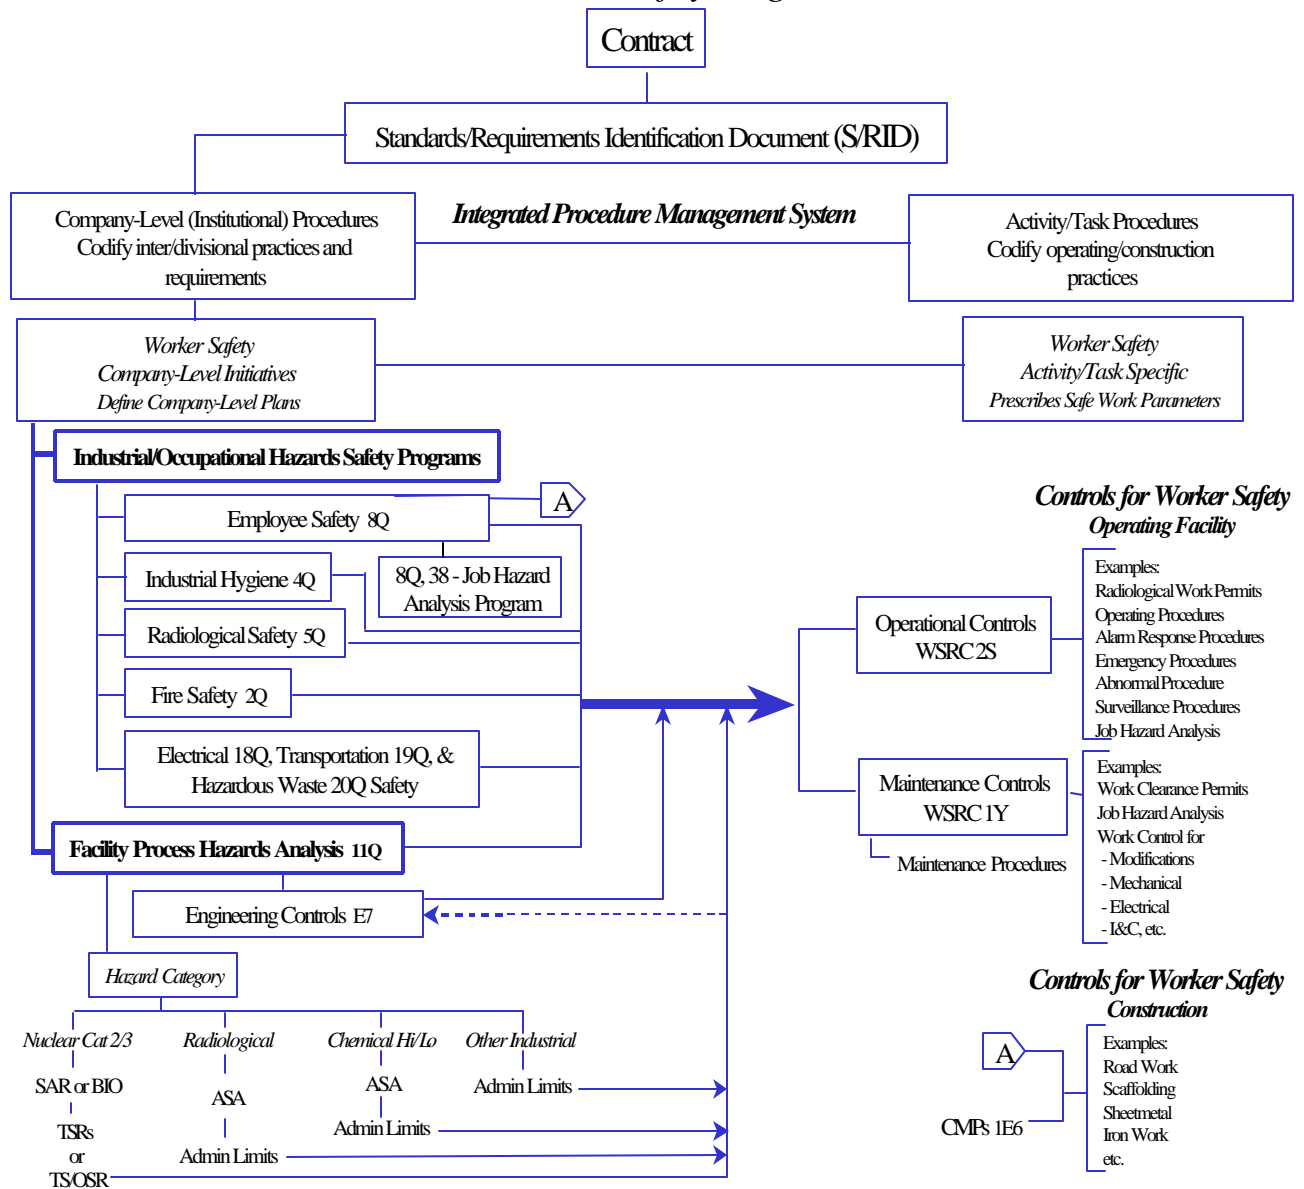 Contract
Standards/Requirements Identification Document (S/RID)
Company-Level (Institutional) Procedures
Codify inter/divisional practices and
requirements
Integrated Procedure Management System
Activity/Task Procedures
Codify operating/construction
practices
Worker Safety
Company-Level Initiatives
Define Company-Level Plans
Worker Safety
Activity/Task Specific
Prescribes Safe Work Parameters
Industrial/Occupational Hazards Safety Programs
Employee Safety 8Q
A
Industrial Hygiene 4Q
8Q, 38 - Job Hazard
Analysis Program
Radiological Safety 5Q
Fire Safety 2Q
Electrical 18Q, Transportation 19Q, &
Hazardous Waste 20Q Safety
Facility Process Hazards Analysis 11Q
Engineering Controls E7
Hazard Category
Nuclear Cat 2/3
SAR or BIO
TSRs
or
TS/OSR
Radiological
ASA
Admin Limits
Chemical Hi/Lo
ASA
Admin Limits
Other Industrial
Admin Limits
Controls for Worker Safety
Operating Facility
Operational Controls
WSRC 2S
Examples:
Radiological Work Permits
Operating Procedures
Alarm Response Procedures
Emergency Procedures
Abnormal Procedure
Surveillance Procedures
Job Hazard Analysis
Maintenance Controls
WSRC 1Y
Maintenance Procedures
Examples:
Work Clearance Permits
Job Hazard Analysis
Work Control for
- Modifications
- Mechanical
- Electrical
- I&C, etc.
Controls for Worker Safety
Construction
A
CMPs 1E6
Examples:
Road Work
Scaffolding
Sheetmetal
Iron Work
etc.